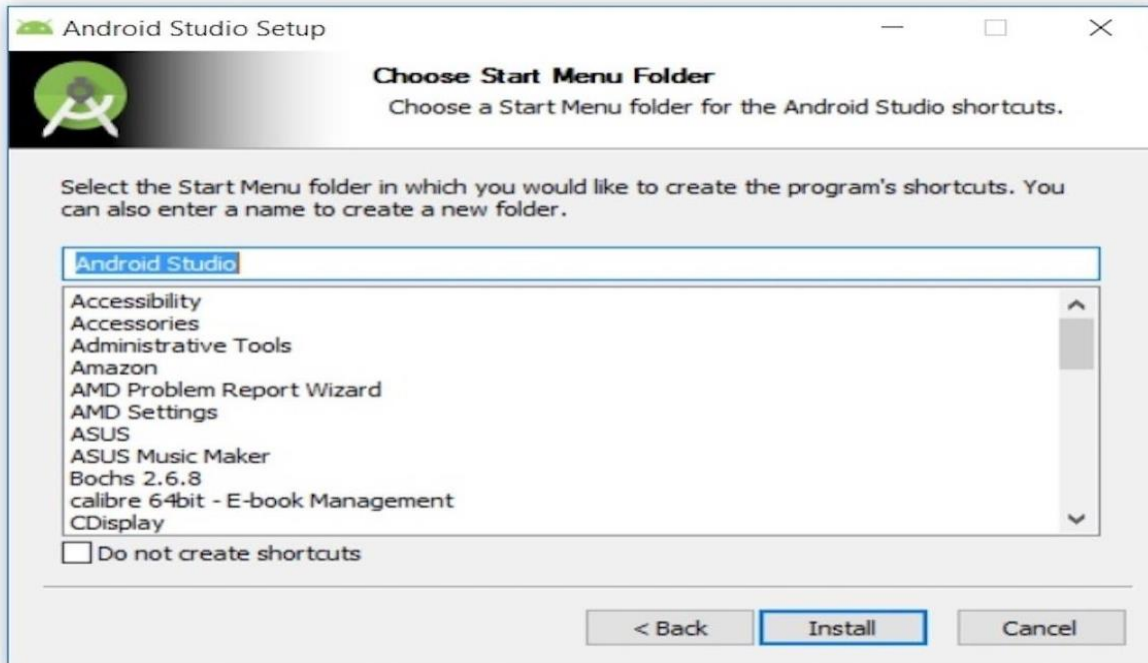 Android Studio Setup
Choose Start Menu Folder
Choose a Start Menu folder for the Android Studio shortcuts.
Select the Start Menu folder in which you would like to create the program's shortcuts. You
can also enter a name to create a new folder.
Android Studio
Accessibility
Accessories
Administrative Tools
Amazon
AMD Problem Report Wizard
AMD Settings
ASUS
ASUS Music Maker
Bochs 2.6.8
calibre 64bit - E-book Management
CDisplay
Do not create shortcuts
< Back Install Cancel